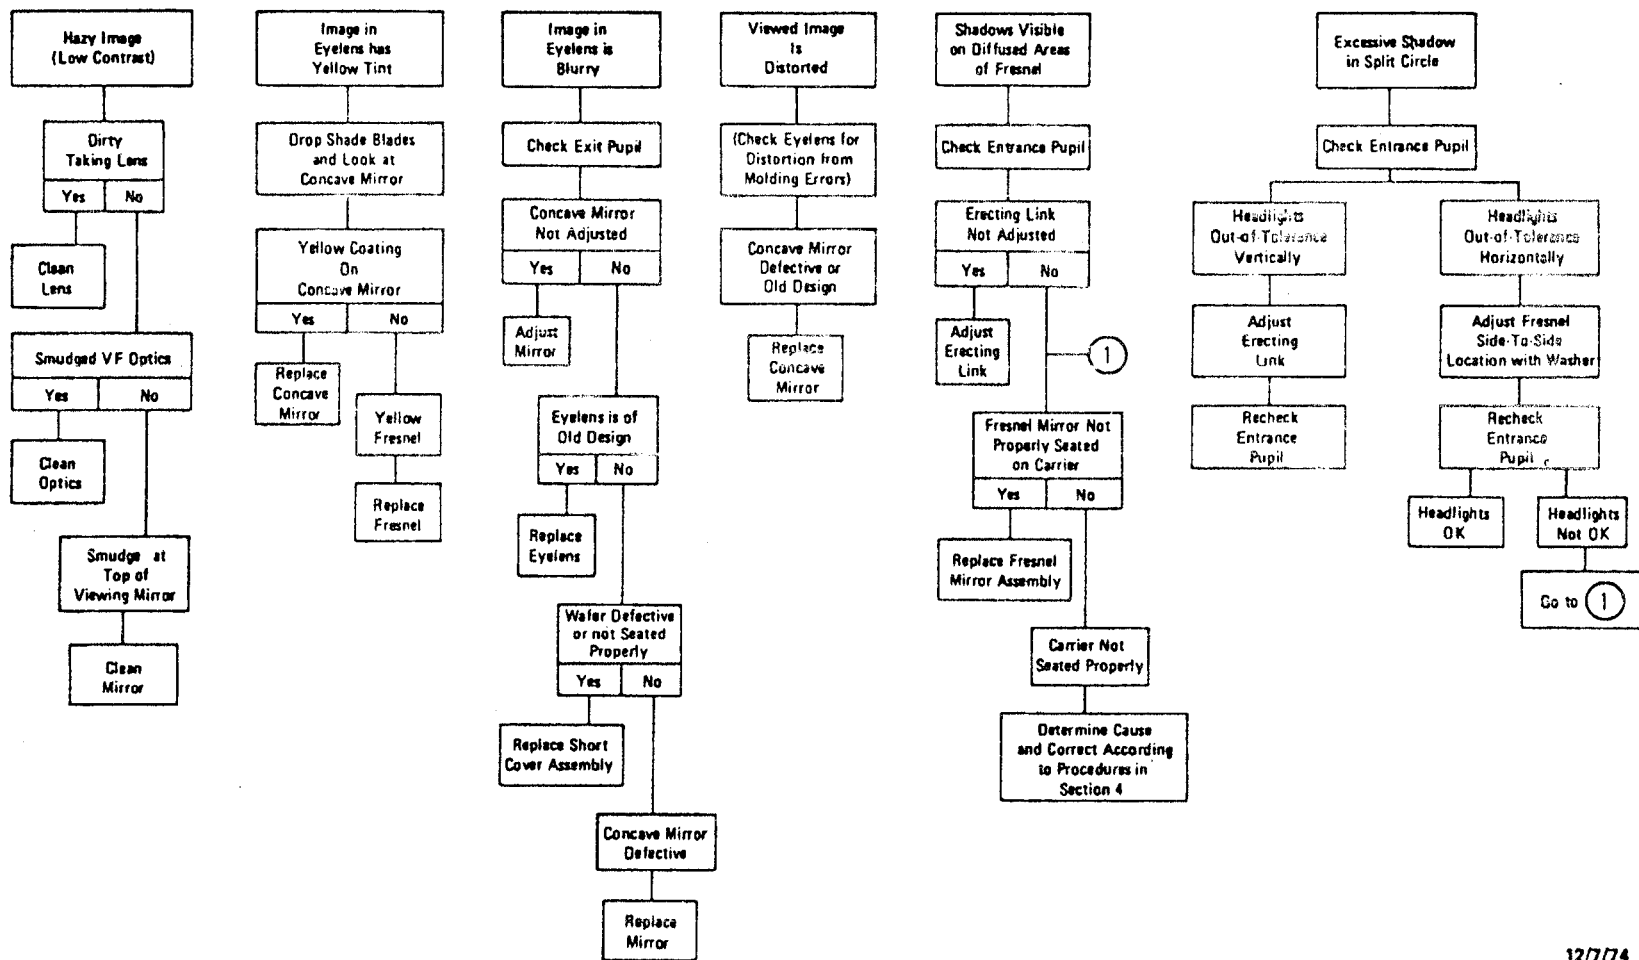 Hazy Image
(Low Contrast)
Dirty
Taking Lens
Yes
No
Clean
Lens
Smudged VF Optics
Yes
No
Clean
Optics
Smudge at
Top of
Viewing Mirror
Clean
Mirror
Image in
Eyelens has
Yellow Tint
Drop Shade Blades
and Look at
Concave Mirror
Yellow Coating
On
Concave Mirror
Yes
No
Replace
Concave
Mirror
Yellow
Fresnel
Replace
Fresnel
Image in
Eyelens is
Blurry
Check Exit Pupil
Concave Mirror
Not Adjusted
Yes
No
Adjust
Mirror
Eyelens is of
Old Design
Yes
No
Replace
Eyelens
Wafer Defective
or not Seated
Properly
Yes
No
Replace Short
Cover Assembly
Concave Mirror
Defective
Replace
Mirror
Viewed Image
Is
Distorted
(Check Eyelens for
Distortion from
Molding Errors)
Concave Mirror
Defective or
Old Design
Replace
Concave
Mirror
Shadows Visible
on Diffused Areas
of Fresnel
Check Entrance Pupil
Erecting Link
Not Adjusted
Yes
No
Adjust
Erecting
Link
1
Fresnel Mirror Not
Properly Seated
on Carrier
Yes
No
Replace Fresnel
Mirror Assembly
Carrier Not
Seated Properly
Determine Cause
and Correct According
to Procedures in
Section 4
Excessive Shadow
in Split Circle
Check Entrance Pupil
Headlights
Out-of-Tolerance
Vertically
Adjust
Erecting
Link
Recheck
Entrance
Pupil
Headlights
Out-of-Tolerance
Horizontally
Adjust Fresnel
Side-To-Side
Location with Washer
Recheck
Entrance
Pupil
Headlights
OK
Headlights
Not OK
Go to 1
12/7/74